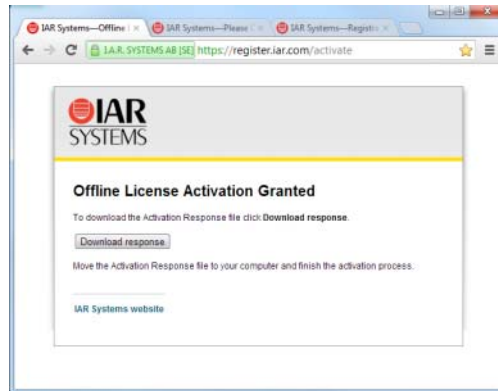 IAR Systems—Offline
IAR Systems—Please
IAR Systems—Regist
I.A.R. SYSTEMS AB [SE] https://register.iar.com/activate
IAR
SYSTEMS
Offline License Activation Granted
To download the Activation Response file click Download response.
Download response
Move the Activation Response file to your computer and finish the activation process.
IAR Systems website